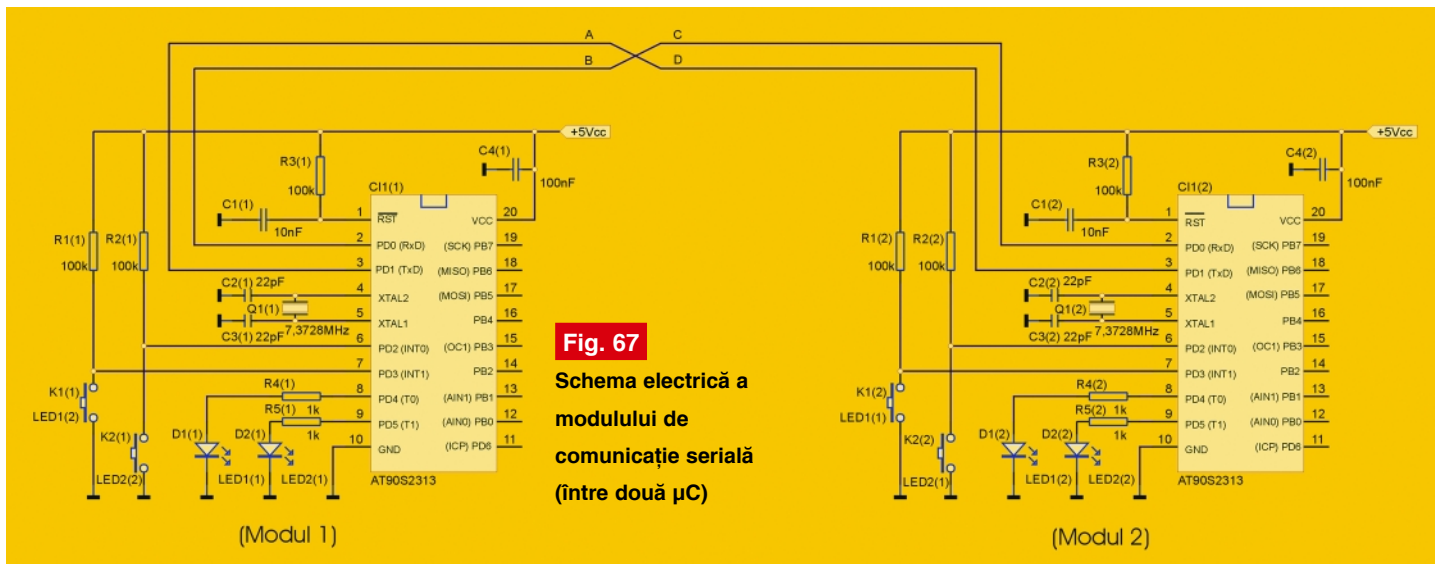 A
C
B
D
+5Vcc
R3(1)
100k
C4(1)
100nF
CI1(1)
C1(1)
10nF
R1(1)
100k
R2(1)
100k
1
RST
VCC
20
2
PD0 (RxD)
(SCK) PB7
19
3
PD1 (TxD)
(MISO) PB6
18
C2(1) 22pF
4
XTAL2
(MOSI) PB5
17
Q1(1)
5
XTAL1
PB4
16
C3(1) 22pF
7,3728MHz
6
PD2 (INT0)
(OC1) PB3
15
7
PD3 (INT1)
PB2
14
K1(1)
LED1(2)
R4(1)
8
PD4 (T0)
(AIN1) PB1
13
R5(1)
1k
9
PD5 (T1)
(AIN0) PB0
12
1k
K2(1)
LED2(2)
D1(1)
D2(1)
10
GND
(ICP) PD6
11
LED1(1)
LED2(1)
AT90S2313
(Modul 1)
Fig. 67
Schema electrică a
modulului de
comunicație serială
(între două µC)
+5Vcc
R3(2)
100k
C4(2)
100nF
CI1(2)
C1(2)
10nF
R1(2)
100k
R2(2)
100k
1
RST
VCC
20
2
PD0 (RxD)
(SCK) PB7
19
3
PD1 (TxD)
(MISO) PB6
18
C2(2) 22pF
4
XTAL2
(MOSI) PB5
17
Q1(2)
5
XTAL1
PB4
16
C3(2) 22pF
7,3728MHz
6
PD2 (INT0)
(OC1) PB3
15
7
PD3 (INT1)
PB2
14
K1(2)
LED1(1)
R4(2)
8
PD4 (T0)
(AIN1) PB1
13
R5(2)
1k
9
PD5 (T1)
(AIN0) PB0
12
1k
K2(2)
LED2(1)
D1(2)
D2(2)
10
GND
(ICP) PD6
11
LED1(2)
LED2(2)
AT90S2313
(Modul 2)